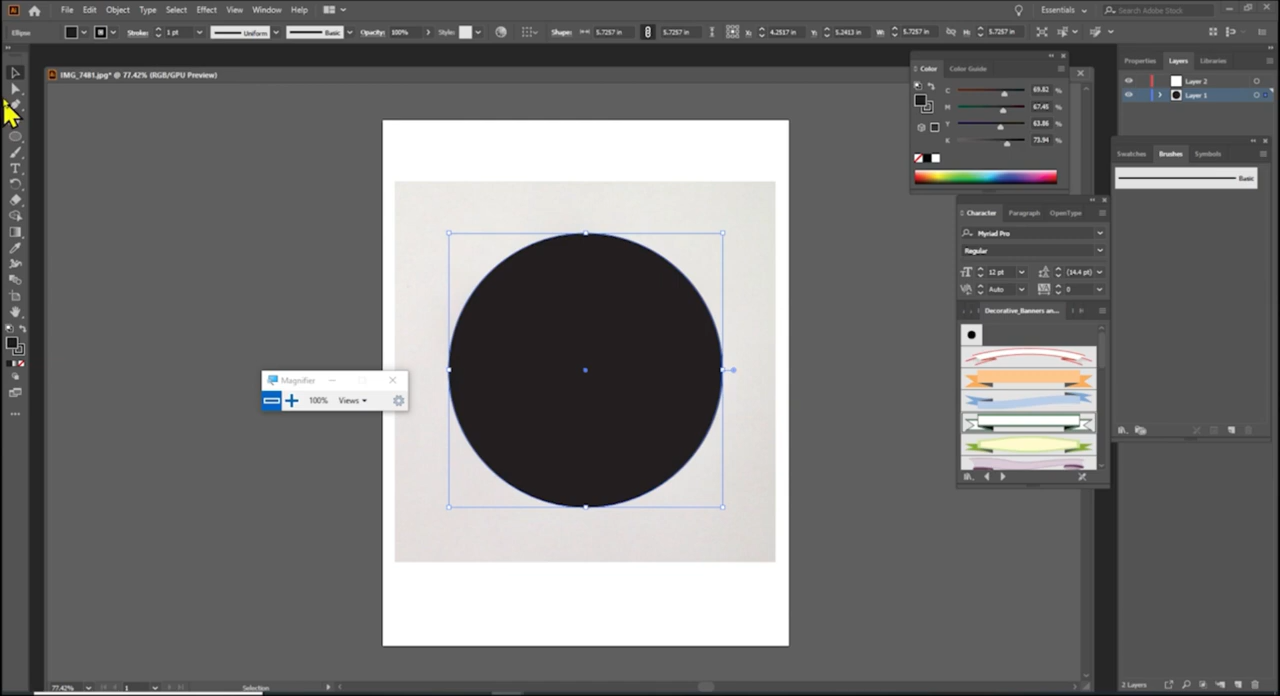 Ai File Edit Object Type Select Effect View Window Help Essentials Search Adobe Stock
Ellipse Stroke: 1 pt Uniform Basic Opacity: 100% Style: Shape: 5.7257 in 5.7257 in X: 4.2517 in Y: 5.2413 in W: 5.7257 in H: 5.7257 in
IMG_7481.jpg* @ 77.42% (RGB/GPU Preview)
Color Color Guide
C 69.82 %
M 67.45 %
Y 63.86 %
K 73.94 %
Properties Layers Libraries
Layer 2
Layer 1
Swatches Brushes Symbols
Basic
Character Paragraph OpenType
Myriad Pro
Regular
12 pt (14.4 pt)
Auto 0
Decorative_Banners an...
Magnifier
100% Views
77.42% 1 Selection
2 Layers